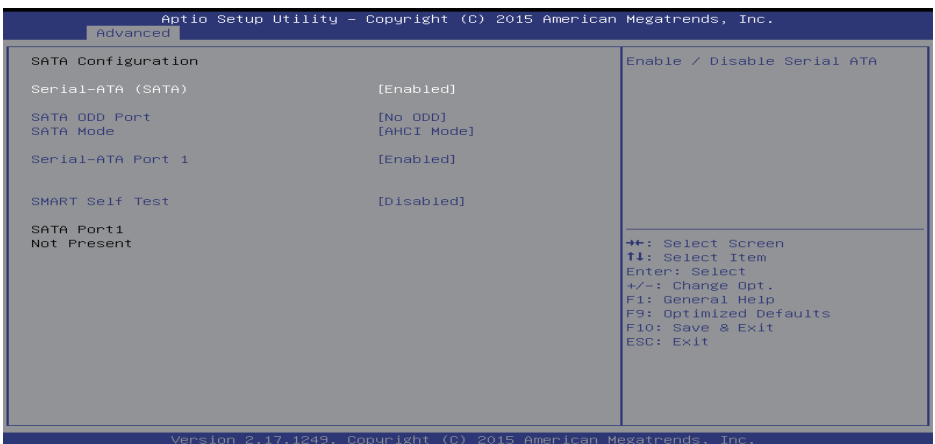 Aptio Setup Utility – Copyright (C) 2015 American Megatrends, Inc.
Advanced
SATA Configuration
Serial-ATA (SATA) [Enabled]
SATA ODD Port [No ODD]
SATA Mode [AHCI Mode]
Serial-ATA Port 1 [Enabled]
SMART Self Test [Disabled]
SATA Port1
Not Present
Enable / Disable Serial ATA
→←: Select Screen
↑↓: Select Item
Enter: Select
+/-: Change Opt.
F1: General Help
F9: Optimized Defaults
F10: Save & Exit
ESC: Exit
Version 2.17.1249. Copyright (C) 2015 American Megatrends, Inc.